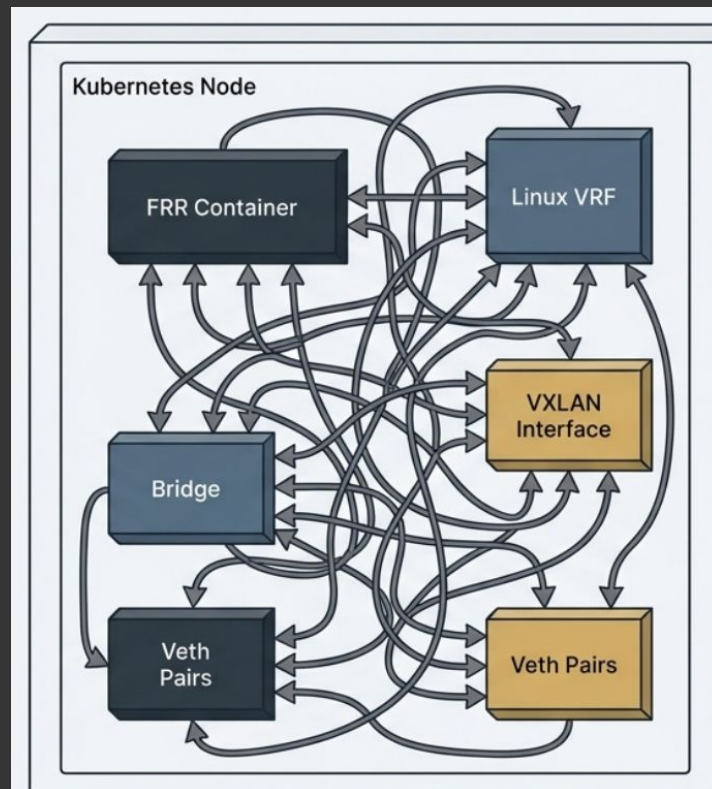 Kubernetes Node
FRR Container
Linux VRF
VXLAN
Interface
Bridge
Veth
Pairs
Veth Pairs